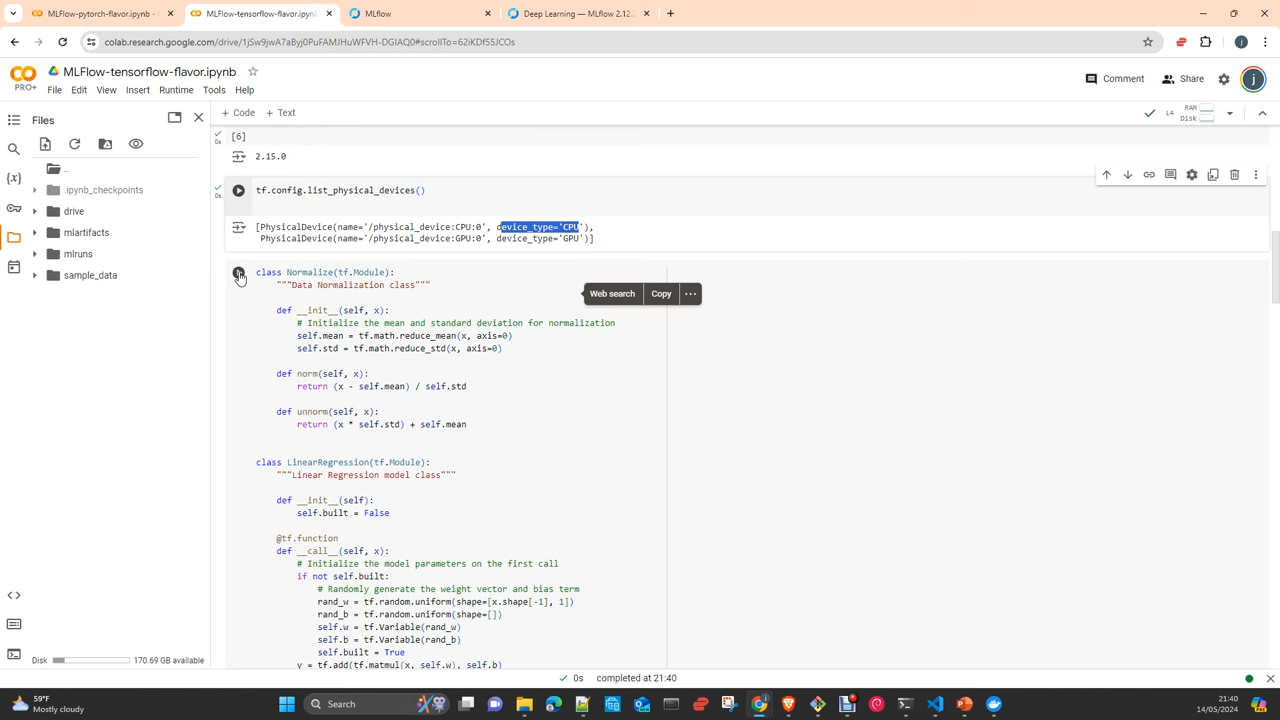 MLFlow-pytorch-flavor.ipynb -
MLFlow-tensorflow-flavor.ipynb
MLflow
Deep Learning — MLflow 2.12.2
colab.research.google.com/drive/1jSw9jwA7aByj0PuFAMJHuWFVH-DGIAQ0#scrollTo=62iKDf55JCOs
MLFlow-tensorflow-flavor.ipynb
PRO+
File Edit View Insert Runtime Tools Help
Comment
Share
j
Files
+ Code + Text
L4
RAM
Disk
..
.ipynb_checkpoints
drive
mlartifacts
mlruns
sample_data
0s
[6]
2.15.0
0s
tf.config.list_physical_devices()
[PhysicalDevice(name='/physical_device:CPU:0', device_type='CPU'),
PhysicalDevice(name='/physical_device:GPU:0', device_type='GPU')]
Web search
Copy
class Normalize(tf.Module):
"""Data Normalization class"""
def __init__(self, x):
# Initialize the mean and standard deviation for normalization
self.mean = tf.math.reduce_mean(x, axis=0)
self.std = tf.math.reduce_std(x, axis=0)
def norm(self, x):
return (x - self.mean) / self.std
def unnorm(self, x):
return (x * self.std) + self.mean
class LinearRegression(tf.Module):
"""Linear Regression model class"""
def __init__(self):
self.built = False
@tf.function
def __call__(self, x):
# Initialize the model parameters on the first call
if not self.built:
# Randomly generate the weight vector and bias term
rand_w = tf.random.uniform(shape=[x.shape[-1], 1])
rand_b = tf.random.uniform(shape=[])
self.w = tf.Variable(rand_w)
self.b = tf.Variable(rand_b)
self.built = True
y = tf.add(tf.matmul(x, self.w), self.b)
Disk
170.69 GB available
0s completed at 21:40
59°F
Mostly cloudy
Search
21:40
14/05/2024